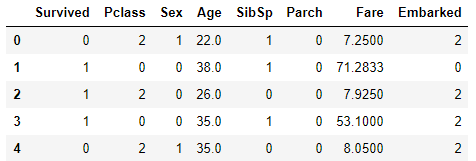 Survived Pclass Sex Age SibSp Parch Fare Embarked
0 0 2 1 22.0 1 0 7.2500 2
1 1 0 0 38.0 1 0 71.2833 0
2 1 2 0 26.0 0 0 7.9250 2
3 1 0 0 35.0 1 0 53.1000 2
4 0 2 1 35.0 0 0 8.0500 2